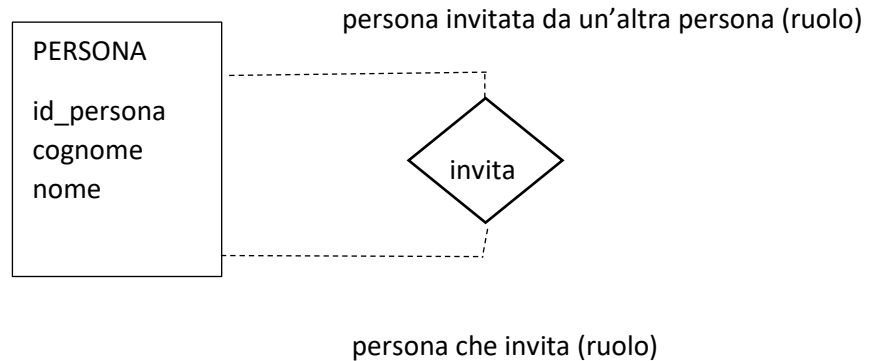 persona invitata da un’altra persona (ruolo)
PERSONA
id_persona
cognome
nome
invita
persona che invita (ruolo)